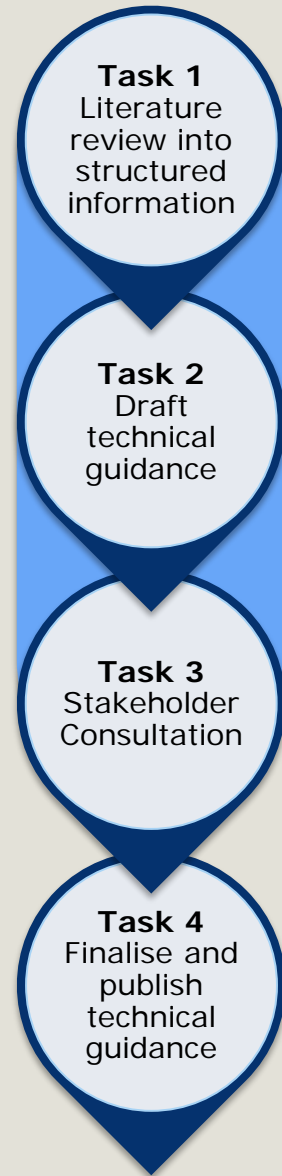 Task 1
Literature
review into
structured
information
Task 2
Draft
technical
guidance
Task 3
Stakeholder
Consultation
Task 4
Finalise and
publish
technical
guidance